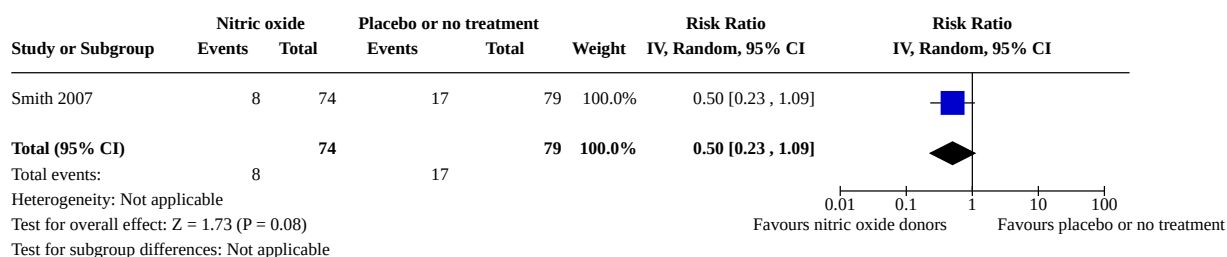 Nitric oxide Placebo or no treatment Risk Ratio Risk Ratio
Study or Subgroup Events Total Events Total Weight IV, Random, 95% CI IV, Random, 95% CI
Smith 2007 8 74 17 79 100.0% 0.50 [0.23 , 1.09]
Total (95% CI) 74 79 100.0% 0.50 [0.23 , 1.09]
Total events: 8 17
Heterogeneity: Not applicable
0.01 0.1 1 10 100
Test for overall effect: Z = 1.73 (P = 0.08)
Favours nitric oxide donors Favours placebo or no treatment
Test for subgroup differences: Not applicable